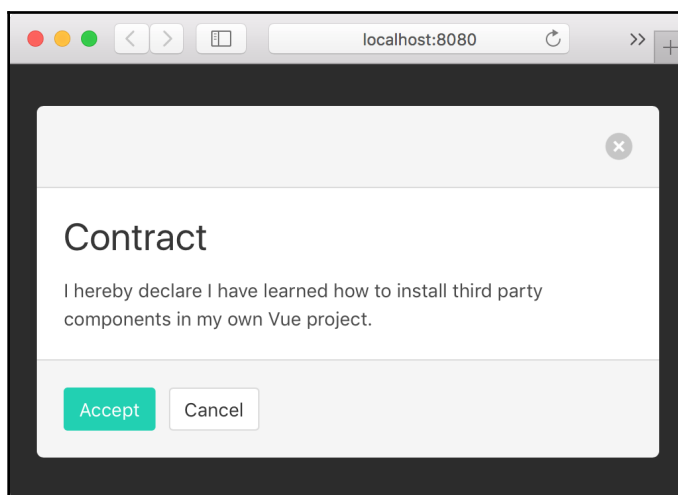 localhost:8080
Contract
I hereby declare I have learned how to install third party
components in my own Vue project.
Accept Cancel